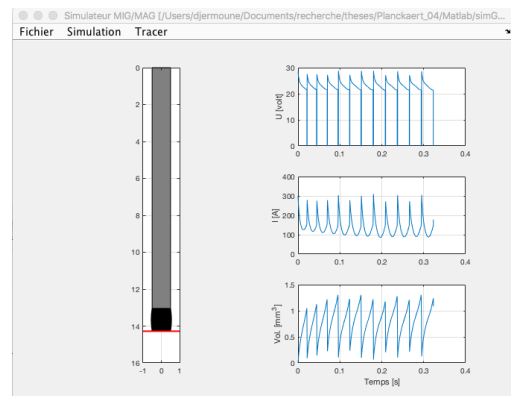 Simulateur MIG/MAG [/Users/djermoune/Documents/recherche/theses/Planckaert_04/Matlab/simG...
Fichier Simulation Tracer
0
2
4
6
8
10
12
14
16
-1 0 1
30
20
10
0
U [volt]
0 0.1 0.2 0.3 0.4
400
300
200
100
0
I [A]
0 0.1 0.2 0.3 0.4
1.5
1
0.5
0
Vol. [mm³]
0 0.1 0.2 0.3 0.4
Temps [s]